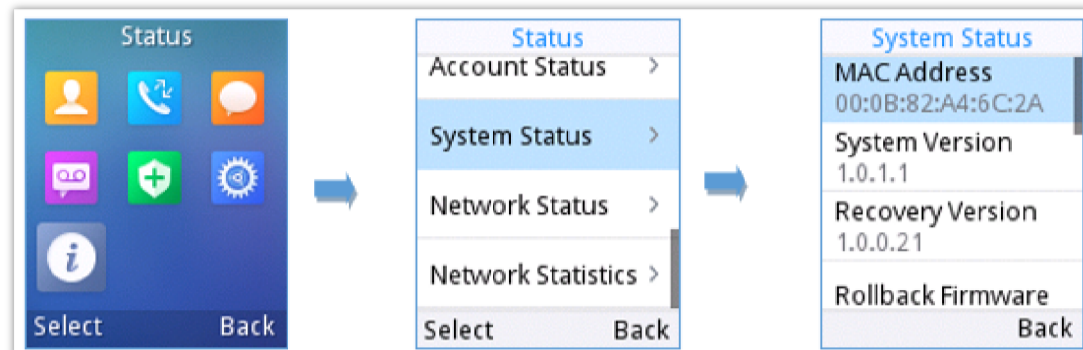 Status
Select Back
Status
Account Status
System Status
Network Status
Network Statistics
Select Back
System Status
MAC Address
00:0B:82:A4:6C:2A
System Version
1.0.1.1
Recovery Version
1.0.0.21
Rollback Firmware
Back